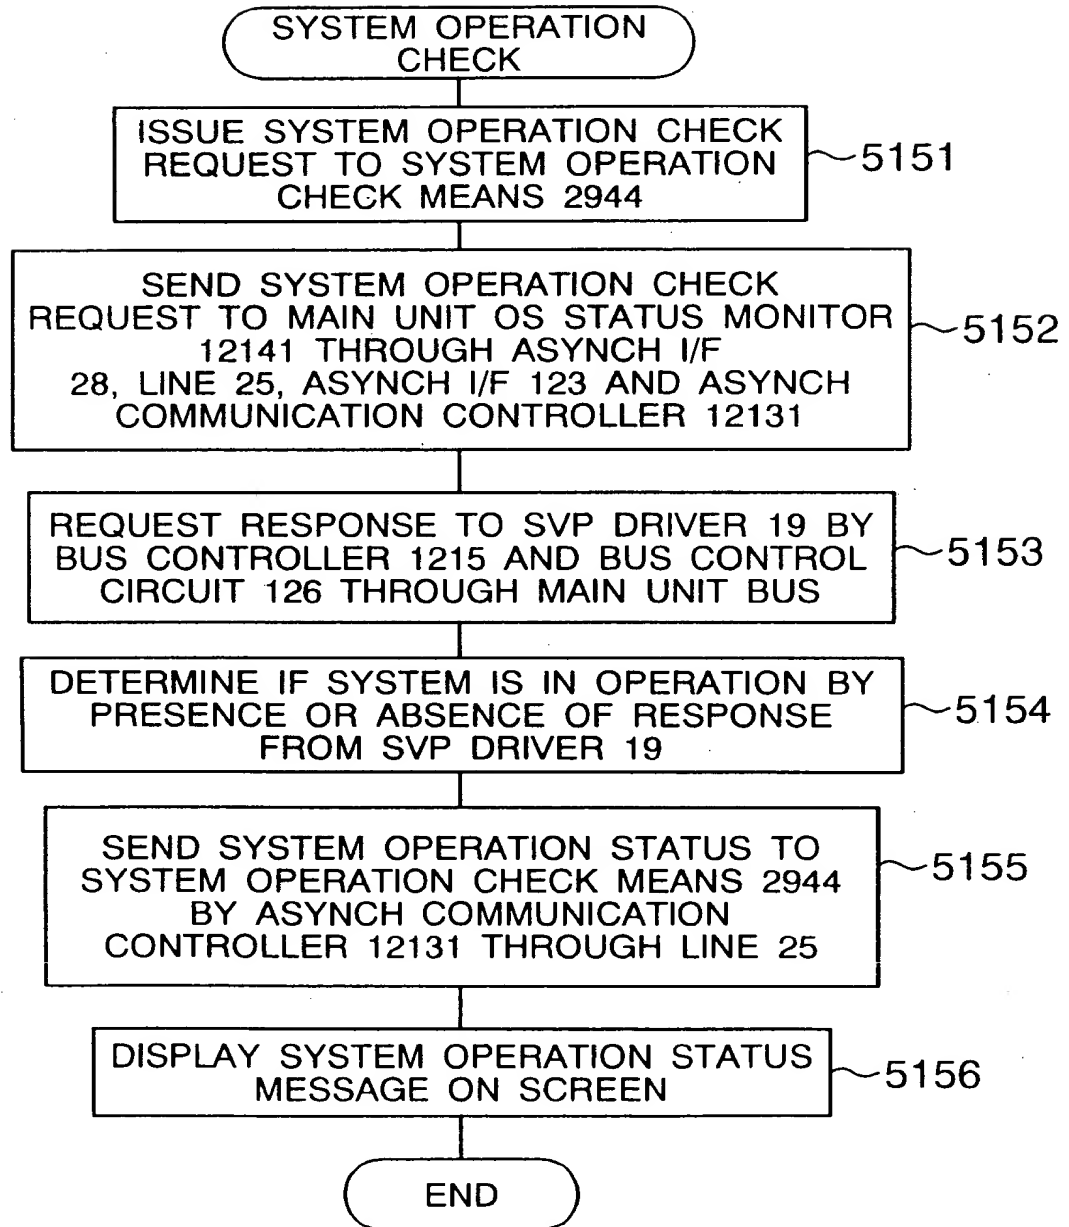 SYSTEM OPERATION
CHECK
ISSUE SYSTEM OPERATION CHECK
REQUEST TO SYSTEM OPERATION
CHECK MEANS 2944
5151
SEND SYSTEM OPERATION CHECK
REQUEST TO MAIN UNIT OS STATUS MONITOR
12141 THROUGH ASYNCH I/F
28, LINE 25, ASYNCH I/F 123 AND ASYNCH
COMMUNICATION CONTROLLER 12131
5152
REQUEST RESPONSE TO SVP DRIVER 19 BY
BUS CONTROLLER 1215 AND BUS CONTROL
CIRCUIT 126 THROUGH MAIN UNIT BUS
5153
DETERMINE IF SYSTEM IS IN OPERATION BY
PRESENCE OR ABSENCE OF RESPONSE
FROM SVP DRIVER 19
5154
SEND SYSTEM OPERATION STATUS TO
SYSTEM OPERATION CHECK MEANS 2944
BY ASYNCH COMMUNICATION
CONTROLLER 12131 THROUGH LINE 25
5155
DISPLAY SYSTEM OPERATION STATUS
MESSAGE ON SCREEN
5156
END